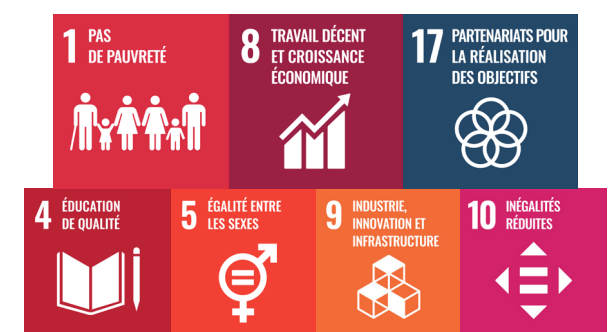 1 PAS
DE PAUVRETÉ
8 TRAVAIL DÉCENT
ET CROISSANCE
ÉCONOMIQUE
17 PARTENARIATS POUR
LA RÉALISATION
DES OBJECTIFS
4 ÉDUCATION
DE QUALITÉ
5 ÉGALITÉ ENTRE
LES SEXES
9 INDUSTRIE,
INNOVATION ET
INFRASTRUCTURE
10 INÉGALITÉS
RÉDUITES